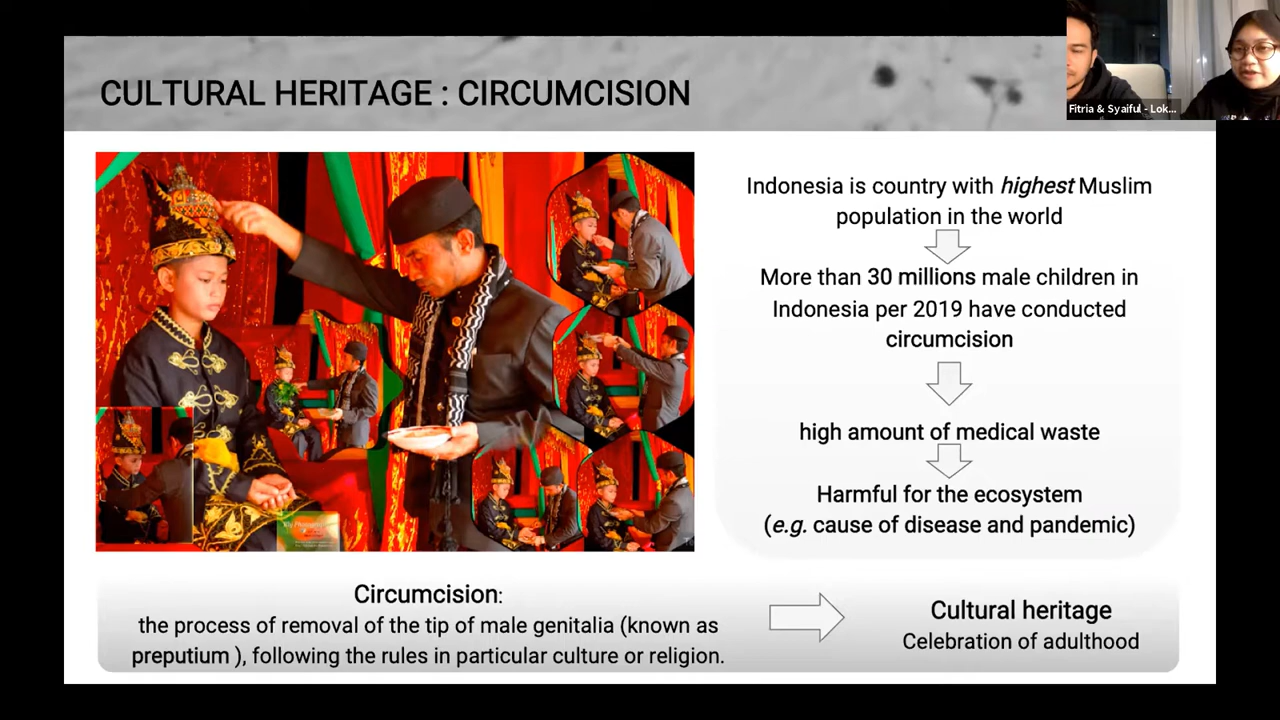 CULTURAL HERITAGE : CIRCUMCISION
Fitria & Syaiful - Lok...
Indonesia is country with highest Muslim
population in the world
More than 30 millions male children in
Indonesia per 2019 have conducted
circumcision
high amount of medical waste
Harmful for the ecosystem
(e.g. cause of disease and pandemic)
Circumcision:
the process of removal of the tip of male genitalia (known as
preputium ), following the rules in particular culture or religion.
Cultural heritage
Celebration of adulthood